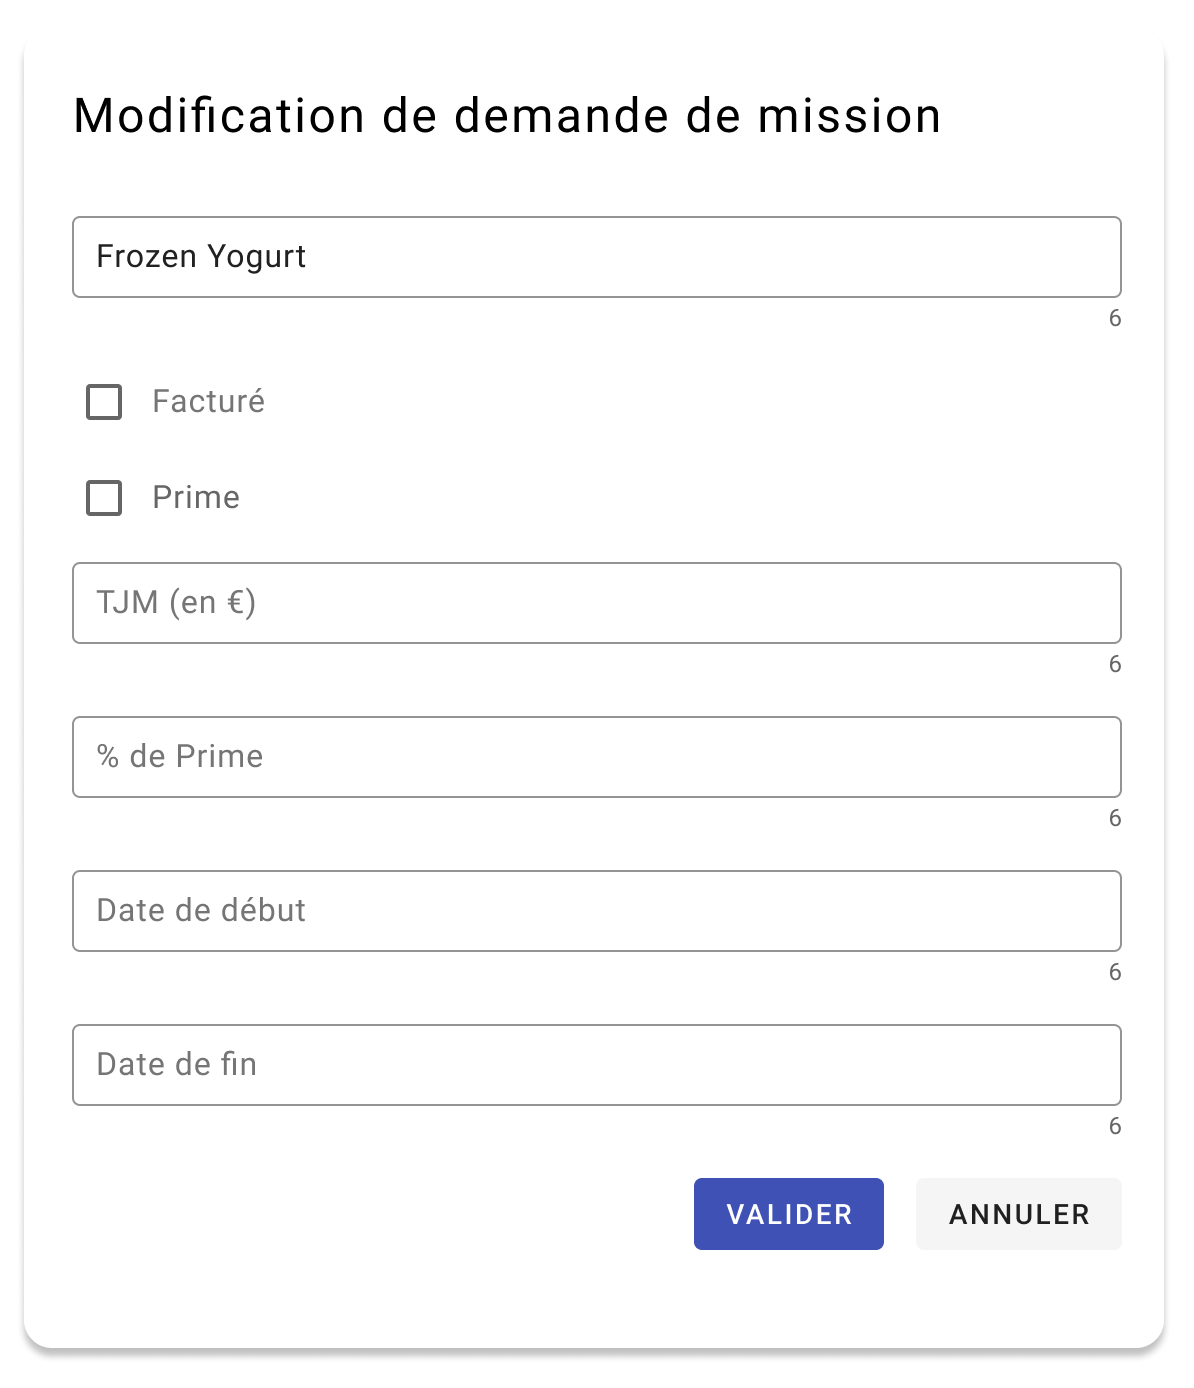 Modification de demande de mission
Frozen Yogurt
6
Facturé
Prime
TJM (en €)
6
% de Prime
6
Date de début
6
Date de fin
6
VALIDER
ANNULER